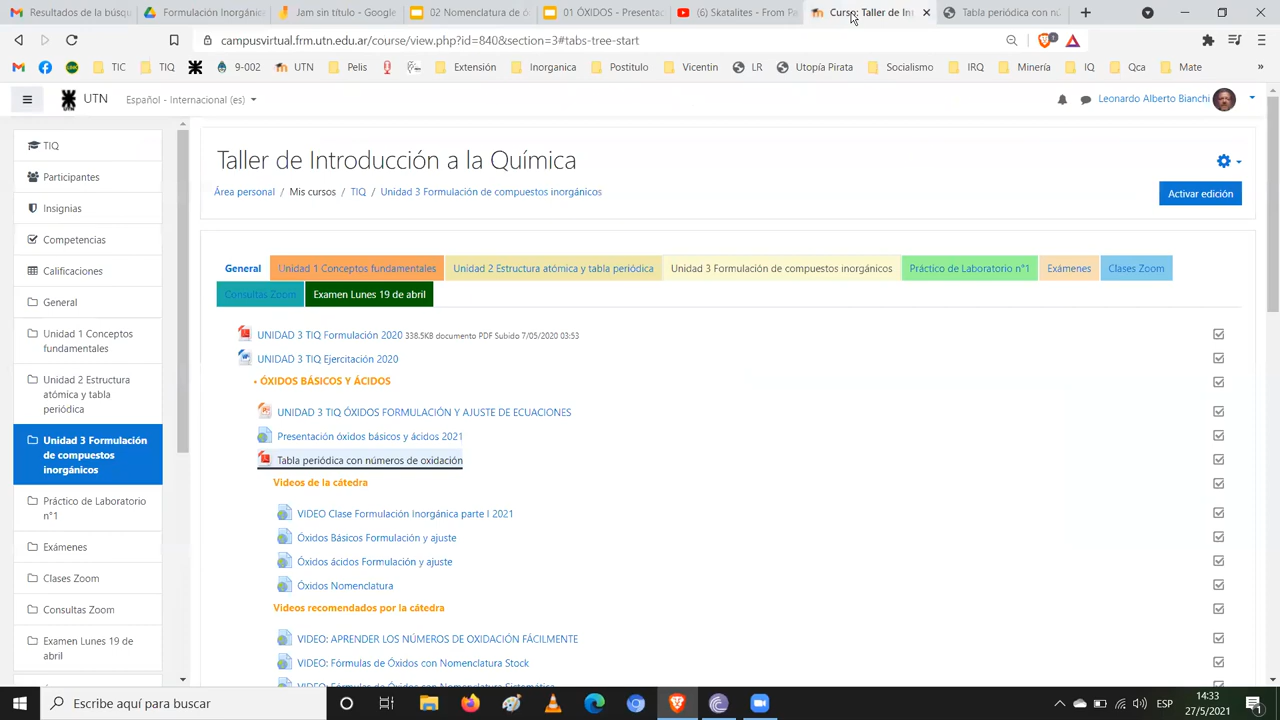 Resultados de la búsqu
Formulación Inorgánica
Jam sin título - Google
02 Nomenclatura de ó
01 ÓXIDOS - Presentac
(6) Skatalites - From Pa
Curso: Taller de In
Tabla periódica con nú
campusvirtual.frm.utn.edu.ar/course/view.php?id=840&section=3#tabs-tree-start
TIC
TIQ
9-002
UTN
Pelis
Extensión
Inorganica
Postitulo
Vicentin
LR
Utopía Pirata
Socialismo
IRQ
Minería
IQ
Qca
Mate
UTN
Español - Internacional (es)
Leonardo Alberto Bianchi
TIQ
Participantes
Insignias
Competencias
Calificaciones
General
Unidad 1 Conceptos
fundamentales
Unidad 2 Estructura
atómica y tabla
periódica
Unidad 3 Formulación
de compuestos
inorgánicos
Práctico de Laboratorio
n°1
Exámenes
Clases Zoom
Consultas Zoom
Examen Lunes 19 de
abril
Taller de Introducción a la Química
Área personal / Mis cursos / TIQ / Unidad 3 Formulación de compuestos inorgánicos
Activar edición
General
Unidad 1 Conceptos fundamentales
Unidad 2 Estructura atómica y tabla periódica
Unidad 3 Formulación de compuestos inorgánicos
Práctico de Laboratorio n°1
Exámenes
Clases Zoom
Consultas Zoom
Examen Lunes 19 de abril
UNIDAD 3 TIQ Formulación 2020 338.5KB documento PDF Subido 7/05/2020 03:53
UNIDAD 3 TIQ Ejercitación 2020
• ÓXIDOS BÁSICOS Y ÁCIDOS
UNIDAD 3 TIQ ÓXIDOS FORMULACIÓN Y AJUSTE DE ECUACIONES
Presentación óxidos básicos y ácidos 2021
Tabla periódica con números de oxidación
Videos de la cátedra
VIDEO Clase Formulación Inorgánica parte I 2021
Óxidos Básicos Formulación y ajuste
Óxidos ácidos Formulación y ajuste
Óxidos Nomenclatura
Videos recomendados por la cátedra
VIDEO: APRENDER LOS NÚMEROS DE OXIDACIÓN FÁCILMENTE
VIDEO: Fórmulas de Óxidos con Nomenclatura Stock
VIDEO: Fórmulas de Óxidos con Nomenclatura Sistemática
Escribe aquí para buscar
ESP
14:33
27/5/2021